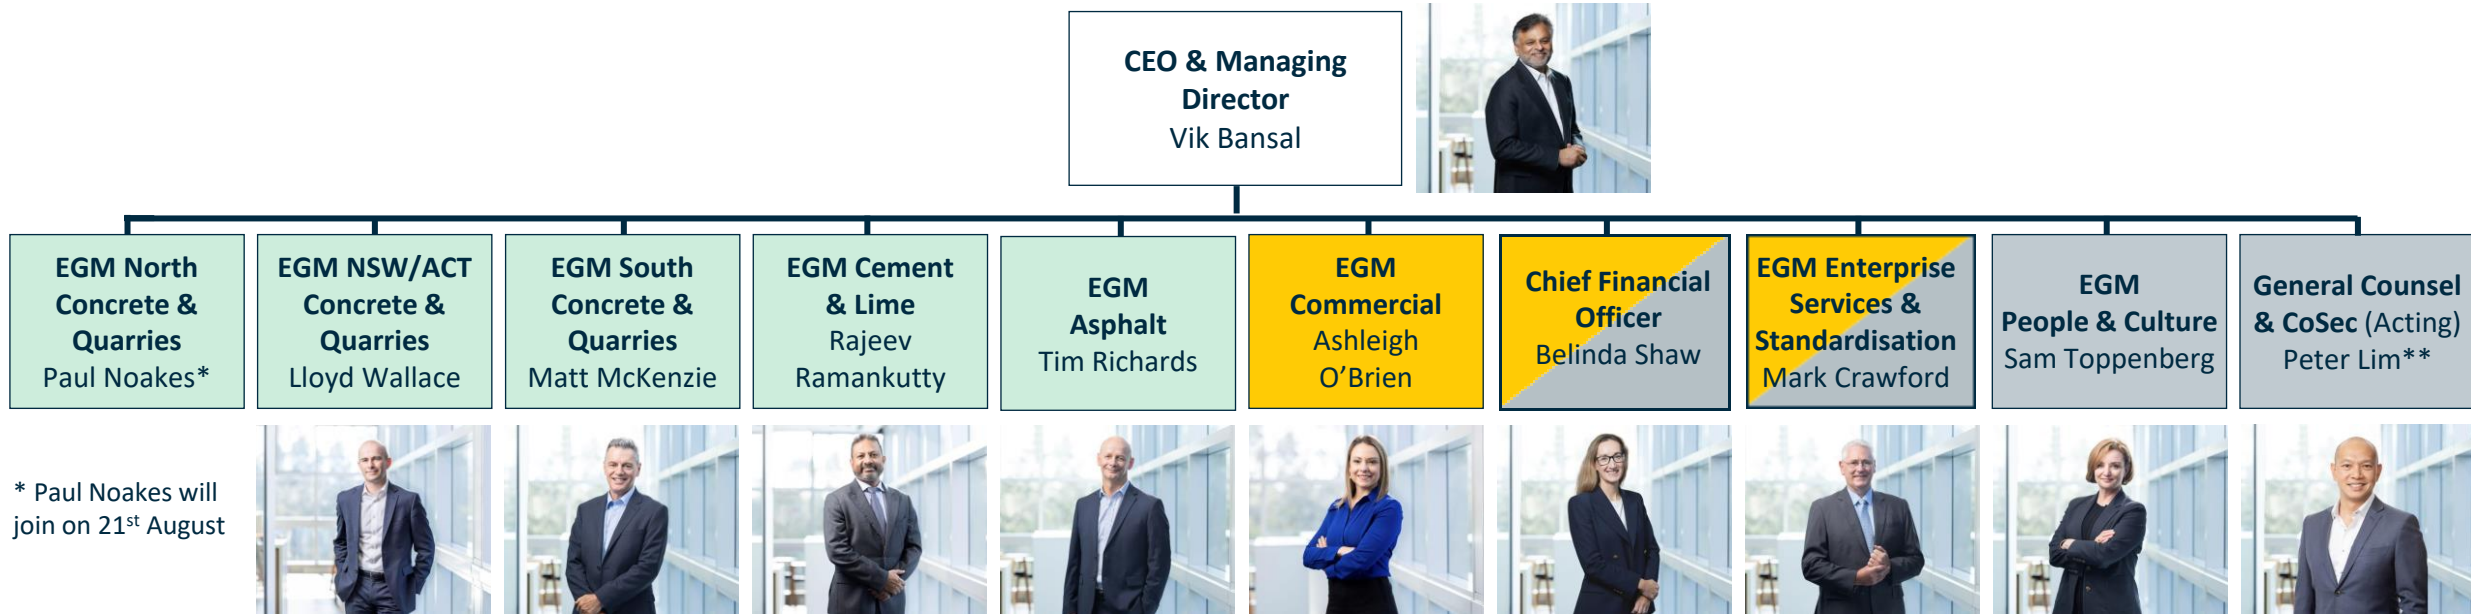 CEO & Managing
Director
Vik Bansal
EGM North
Concrete &
Quarries
Paul Noakes*
EGM NSW/ACT
Concrete &
Quarries
Lloyd Wallace
EGM South
Concrete &
Quarries
Matt McKenzie
EGM Cement
& Lime
Rajeev
Ramankutty
EGM
Asphalt
Tim Richards
EGM
Commercial
Ashleigh
O’Brien
Chief Financial
Officer
Belinda Shaw
EGM Enterprise
Services &
Standardisation
Mark Crawford
EGM
People & Culture
Sam Toppenberg
General Counsel
& CoSec (Acting)
Peter Lim**
* Paul Noakes will
join on 21st August